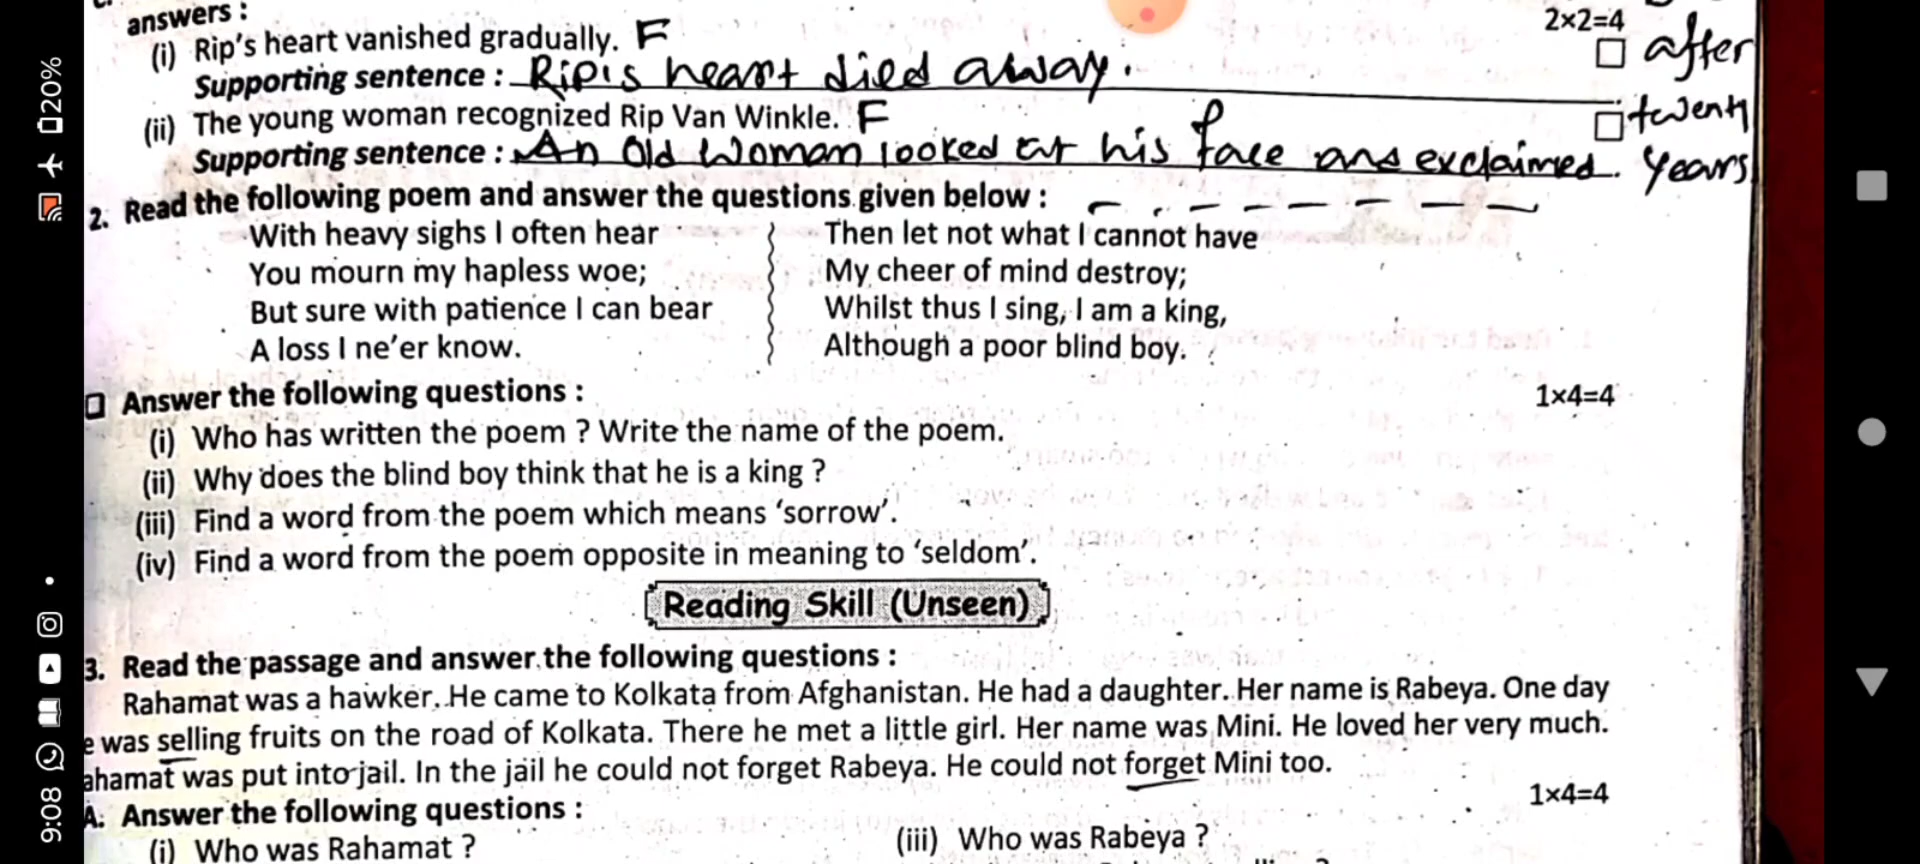 answers :
2×2=4
(i) Rip's heart vanished gradually. F
after
Supporting sentence : Rip's heart died away.
(ii) The young woman recognized Rip Van Winkle. F
twenty
Supporting sentence : An old woman looked at his face and exclaimed.
years
2. Read the following poem and answer the questions given below :
With heavy sighs I often hear
You mourn my hapless woe;
But sure with patience I can bear
A loss I ne'er know.
Then let not what I cannot have
My cheer of mind destroy;
Whilst thus I sing, I am a king,
Although a poor blind boy.
Answer the following questions :
1×4=4
(i) Who has written the poem ? Write the name of the poem.
(ii) Why does the blind boy think that he is a king ?
(iii) Find a word from the poem which means 'sorrow'.
(iv) Find a word from the poem opposite in meaning to 'seldom'.
Reading Skill (Unseen)
3. Read the passage and answer the following questions :
Rahamat was a hawker. He came to Kolkata from Afghanistan. He had a daughter. Her name is Rabeya. One day
e was selling fruits on the road of Kolkata. There he met a little girl. Her name was Mini. He loved her very much.
ahamat was put into jail. In the jail he could not forget Rabeya. He could not forget Mini too.
A. Answer the following questions :
1×4=4
(i) Who was Rahamat ?
(iii) Who was Rabeya ?
20%
9:08